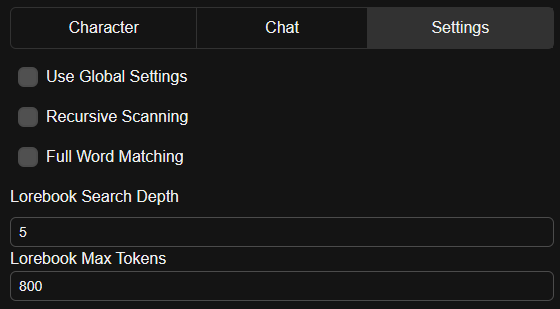 Character Chat Settings
Use Global Settings
Recursive Scanning
Full Word Matching
Lorebook Search Depth
5
Lorebook Max Tokens
800